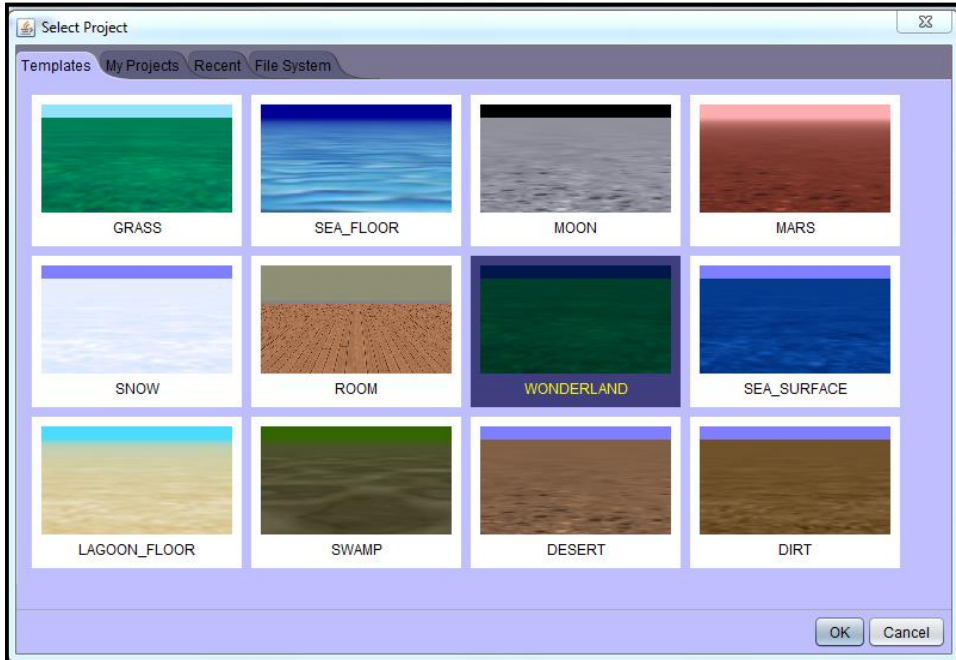 Select Project
Templates My Projects Recent File System
GRASS SEA_FLOOR MOON MARS
SNOW ROOM WONDERLAND SEA_SURFACE
LAGOON_FLOOR SWAMP DESERT DIRT
OK Cancel